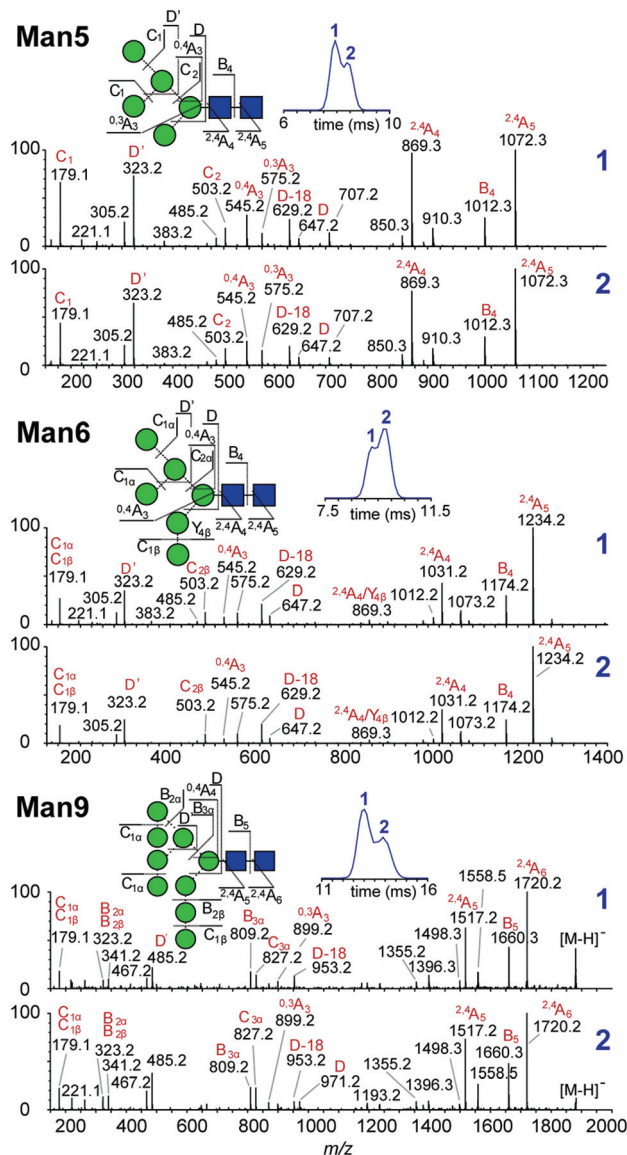 Man5
D'
C1
D
0,4A3
C2
B4
C1
0,3A3
2,4A4
2,4A5
1
2
6
10
time (ms)
100
0
C1
179.1
221.1
305.2
D'
323.2
383.2
485.2
C2
503.2
0,4A3
545.2
0,3A3
575.2
D-18
629.2
D
647.2
707.2
850.3
2,4A4
869.3
910.3
B4
1012.3
2,4A5
1072.3
1
100
0
C1
179.1
221.1
305.2
D'
323.2
383.2
485.2
C2
503.2
0,4A3
545.2
0,3A3
575.2
D-18
629.2
D
647.2
707.2
850.3
2,4A4
869.3
910.3
B4
1012.3
2,4A5
1072.3
2
200 300 400 500 600 700 800 900 1000 1100 1200
Man6
D'
C1α
D
0,4A3
C2α
B4
C1α
0,4A3
Y4β
C1β
2,4A4
2,4A5
1
2
7.5
11.5
time (ms)
100
0
C1α
C1β
179.1
221.1
305.2
D'
323.2
383.2
485.2
C2β
503.2
0,4A3
545.2
575.2
D-18
629.2
D
647.2
2,4A4/Y4β
869.3
1012.2
2,4A4
1031.2
1073.2
B4
1174.2
2,4A5
1234.2
1
100
0
C1α
C1β
179.1
305.2
D'
323.2
C2β
503.2
0,4A3
545.2
575.2
D-18
629.2
D
647.2
2,4A4/Y4β
869.3
1012.2
2,4A4
1031.2
1073.2
B4
1174.2
2,4A5
1234.2
2
200 400 600 800 1000 1200 1400
Man9
B2α
0,4A4
D
D'
B3α
C1α
B5
C1α
2,4A5
2,4A6
B2β
C1β
1
2
11
16
time (ms)
100
0
C1α
C1β
179.1
B2α
B2β
323.2
341.2
467.2
D'
485.2
B3α
809.2
C3α
827.2
0,3A3
899.2
D-18
953.2
1355.2
1396.3
1498.3
2,4A5
1517.2
1558.5
B5
1660.3
2,4A6
1720.2
[M-H]-
1
100
0
C1α
C1β
179.1
221.1
B2α
B2β
323.2
341.2
467.2
485.2
B3α
809.2
C3α
827.2
0,3A3
899.2
D-18
953.2
D
971.2
1193.2
1355.2
1396.3
1498.3
2,4A5
1517.2
1558.5
B5
1660.3
2,4A6
1720.2
[M-H]-
2
200 400 600 800 1000 1200 1400 1600 1800 2000
m/z